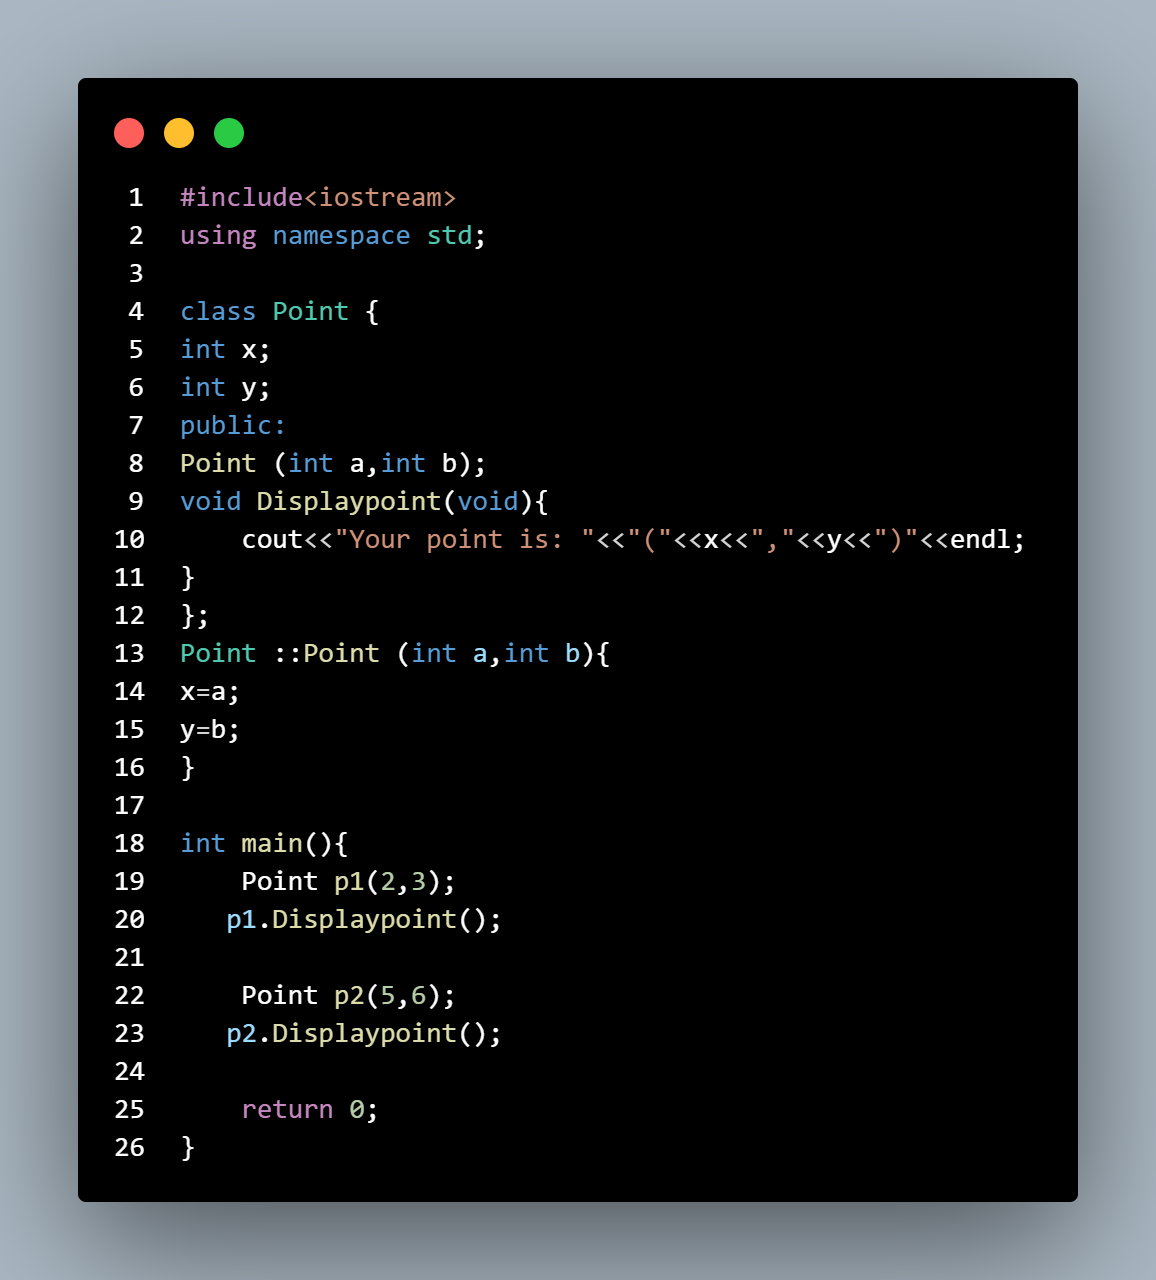 1 #include<iostream>
2 using namespace std;
3
4 class Point {
5 int x;
6 int y;
7 public:
8 Point (int a,int b);
9 void Displaypoint(void){
10     cout<<"Your point is: "<<"("<<x<<","<<y<<")"<<endl;
11 }
12 };
13 Point ::Point (int a,int b){
14 x=a;
15 y=b;
16 }
17
18 int main(){
19     Point p1(2,3);
20    p1.Displaypoint();
21
22     Point p2(5,6);
23    p2.Displaypoint();
24
25     return 0;
26 }